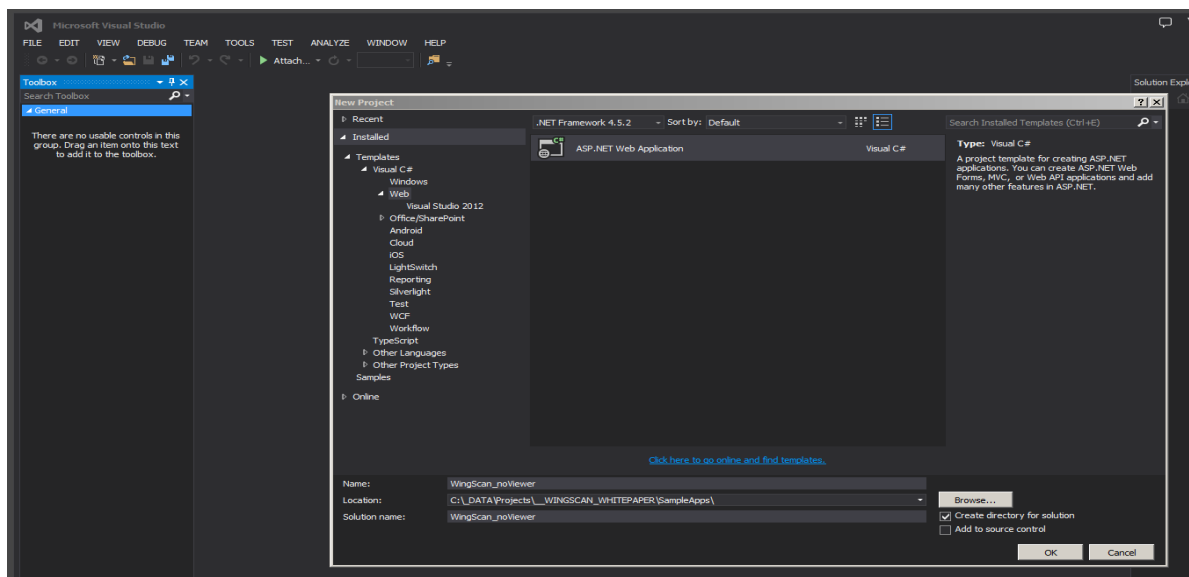 Microsoft Visual Studio
FILE EDIT VIEW DEBUG TEAM TOOLS TEST ANALYZE WINDOW HELP
Attach...
Toolbox
Search Toolbox
General
There are no usable controls in this
group. Drag an item onto this text
to add it to the toolbox.
Solution Expl
New Project
Recent
Installed
Templates
Visual C#
Windows
Web
Visual Studio 2012
Office/SharePoint
Android
Cloud
iOS
LightSwitch
Reporting
Silverlight
Test
WCF
Workflow
TypeScript
Other Languages
Other Project Types
Samples
Online
.NET Framework 4.5.2 Sort by: Default
ASP.NET Web Application Visual C#
Click here to go online and find templates.
Search Installed Templates (Ctrl+E)
Type: Visual C#
A project template for creating ASP.NET
applications. You can create ASP.NET Web
Forms, MVC, or Web API applications and add
many other features in ASP.NET.
Name: WingScan_noViewer
Location: C:\_DATA\Projects\__WINGSCAN_WHITEPAPER\SampleApps\
Browse...
Solution name: WingScan_noViewer
Create directory for solution
Add to source control
OK Cancel